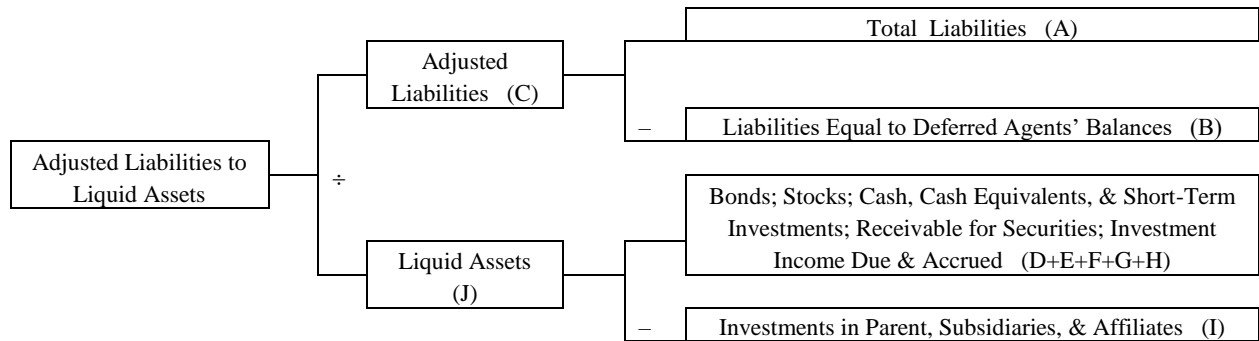 Total Liabilities (A)
Adjusted
Liabilities (C)
– Liabilities Equal to Deferred Agents’ Balances (B)
Adjusted Liabilities to
Liquid Assets
÷
Bonds; Stocks; Cash, Cash Equivalents, & Short-Term
Investments; Receivable for Securities; Investment
Income Due & Accrued (D+E+F+G+H)
Liquid Assets
(J)
– Investments in Parent, Subsidiaries, & Affiliates (I)